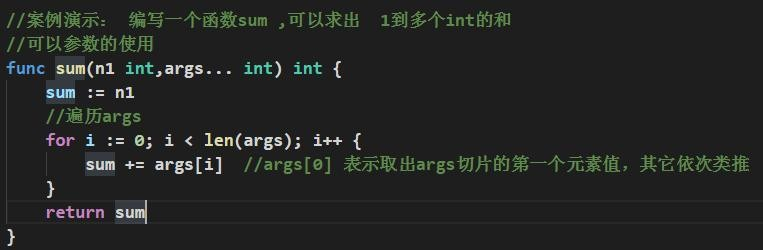 //案例演示： 编写一个函数sum ,可以求出  1到多个int的和
//可以参数的使用
func sum(n1 int,args... int) int {
    sum := n1
    //遍历args
    for i := 0; i < len(args); i++ {
        sum += args[i]  //args[0] 表示取出args切片的第一个元素值，其它依次类推
    }
    return sum
}